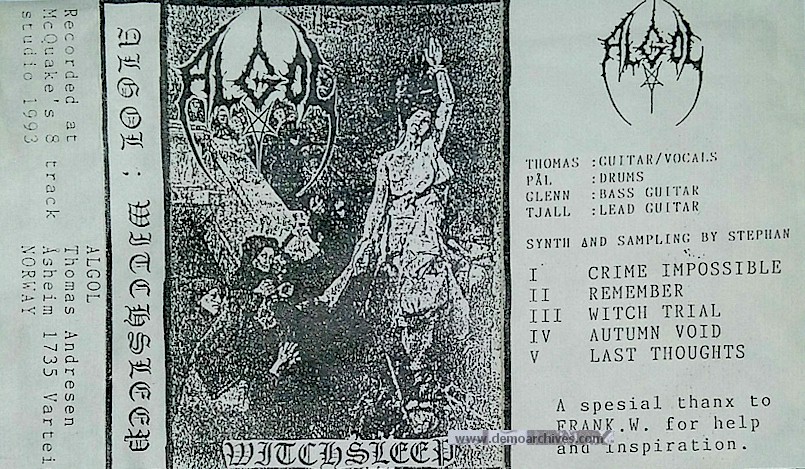 Recorded at
McQuake's 8 track
studio 1993
ALGOL
Thomas Andresen
Åsheim 1735 Vartei
NORWAY
ALGOL ; WITCHSLEEP
ALGOL
WITCHSLEEP
ALGOL
THOMAS :GUITAR/VOCALS
PÅL :DRUMS
GLENN :BASS GUITAR
TJALL :LEAD GUITAR
SYNTH AND SAMPLING BY STEPHAN
I CRIME IMPOSSIBLE
II REMEMBER
III WITCH TRIAL
IV AUTUMN VOID
V LAST THOUGHTS
A spesial thanx to
FRANK.W. for help
and inspiration.
www.demoarchives.com